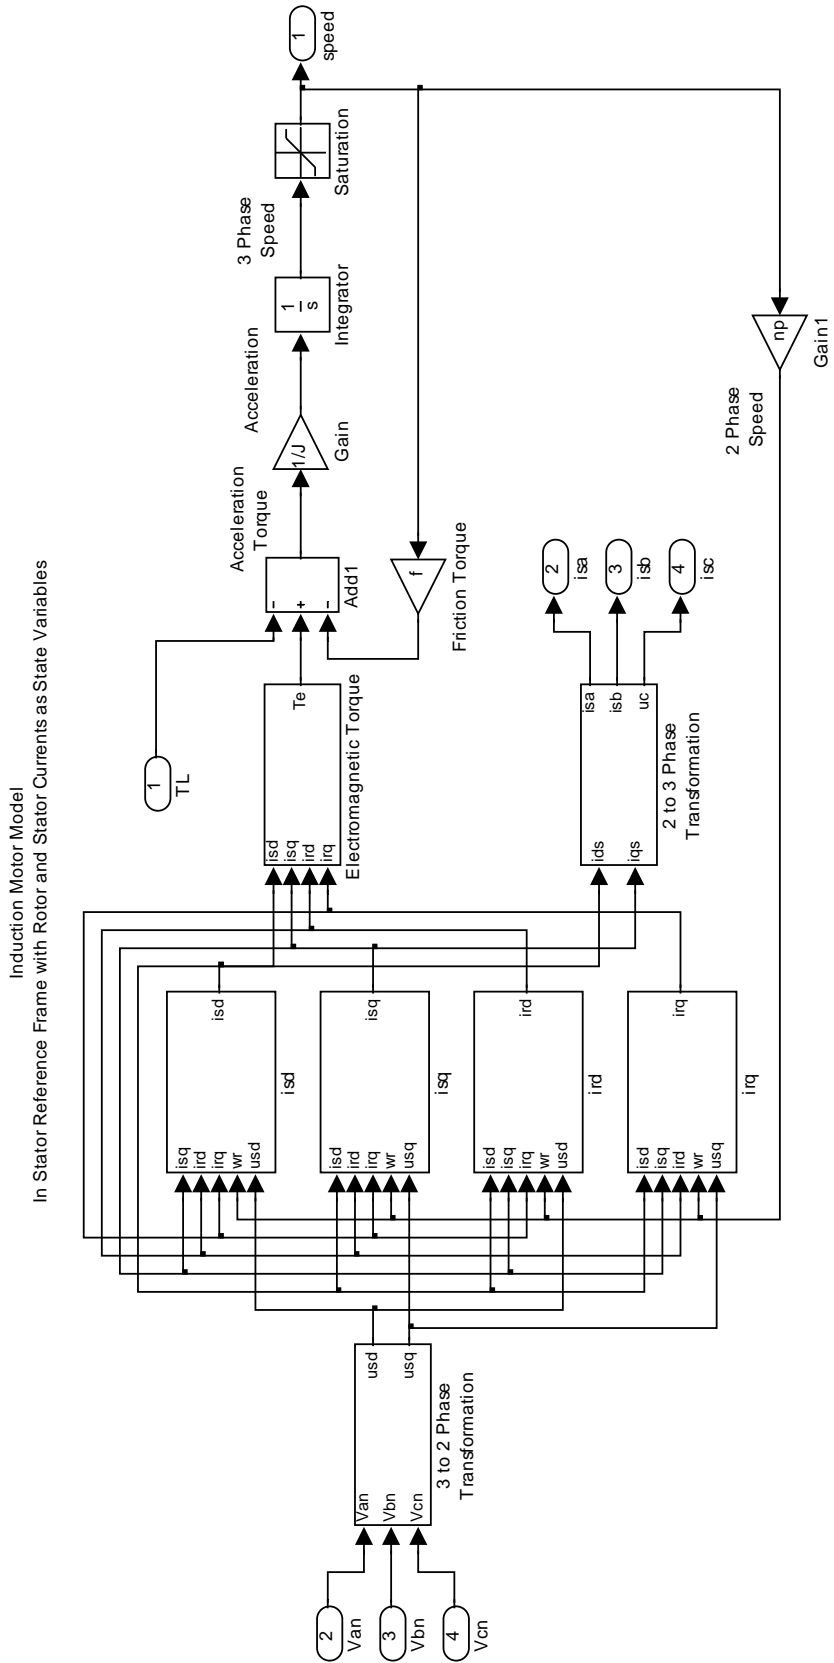 Induction Motor Model
In Stator Reference Frame with Rotor and Stator Currents as State Variables
1
TL
2
Van
3
Vbn
4
Vcn
Van
Vbn
Vcn
usd
usq
3 to 2 Phase
Transformation
isq
ird
irq
wr
usd
isd
isd
isd
ird
irq
wr
usq
isq
isq
isd
isq
irq
wr
usd
ird
ird
isd
isq
ird
wr
usq
irq
irq
isd
isq
ird
irq
Te
Electromagnetic Torque
ids
iqs
isa
isb
uc
2 to 3 Phase
Transformation
2
isa
3
isb
4
isc
−
+
−
Add1
Acceleration
Torque
f
Friction Torque
1/J
Gain
Acceleration
1
s
Integrator
3 Phase
Speed
Saturation
1
speed
2 Phase
Speed
np
Gain1